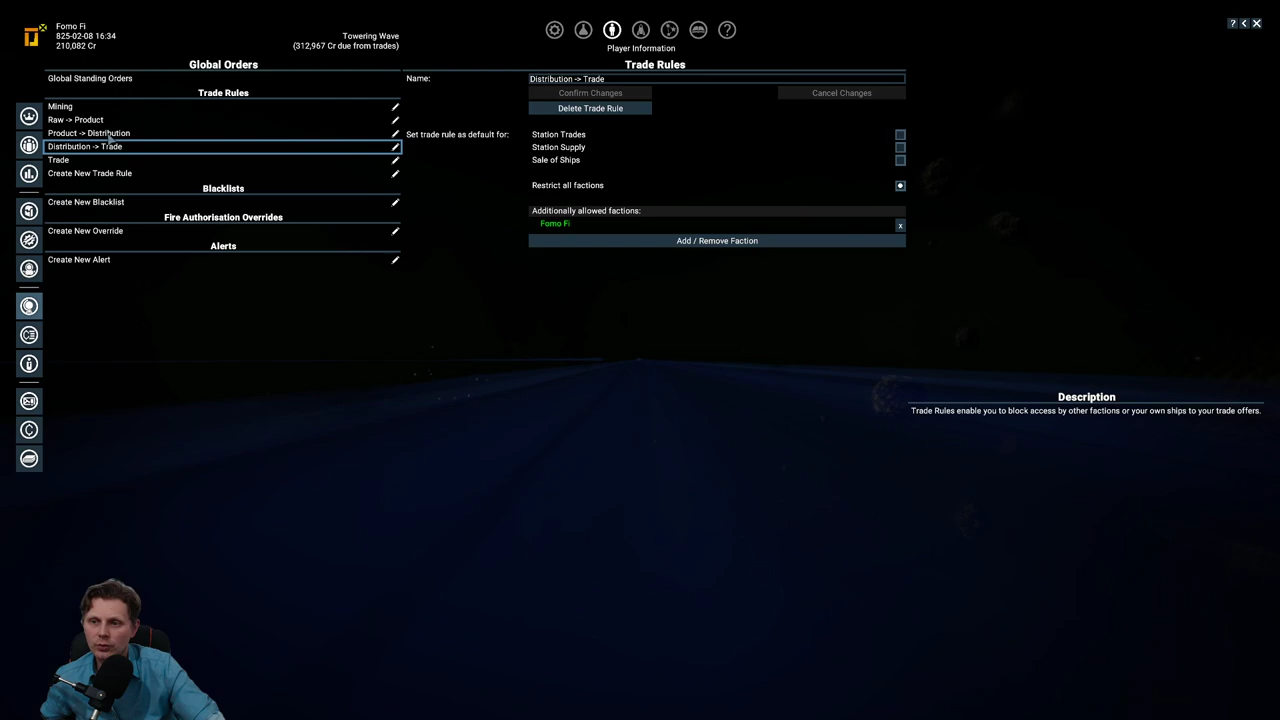 Fomo Fi
825-02-08 16:34
210,082 Cr
Towering Wave
(312,967 Cr due from trades)
Player Information
?
? < X
Global Orders
Global Standing Orders
Trade Rules
Mining
Raw -> Product
Product -> Distribution
Distribution -> Trade
Trade
Create New Trade Rule
Blacklists
Create New Blacklist
Fire Authorisation Overrides
Create New Override
Alerts
Create New Alert
Trade Rules
Name:
Distribution -> Trade
Confirm Changes
Cancel Changes
Delete Trade Rule
Set trade rule as default for:
Station Trades
Station Supply
Sale of Ships
Restrict all factions
Additionally allowed factions:
Fomo Fi
x
Add / Remove Faction
Description
Trade Rules enable you to block access by other factions or your own ships to your trade offers.